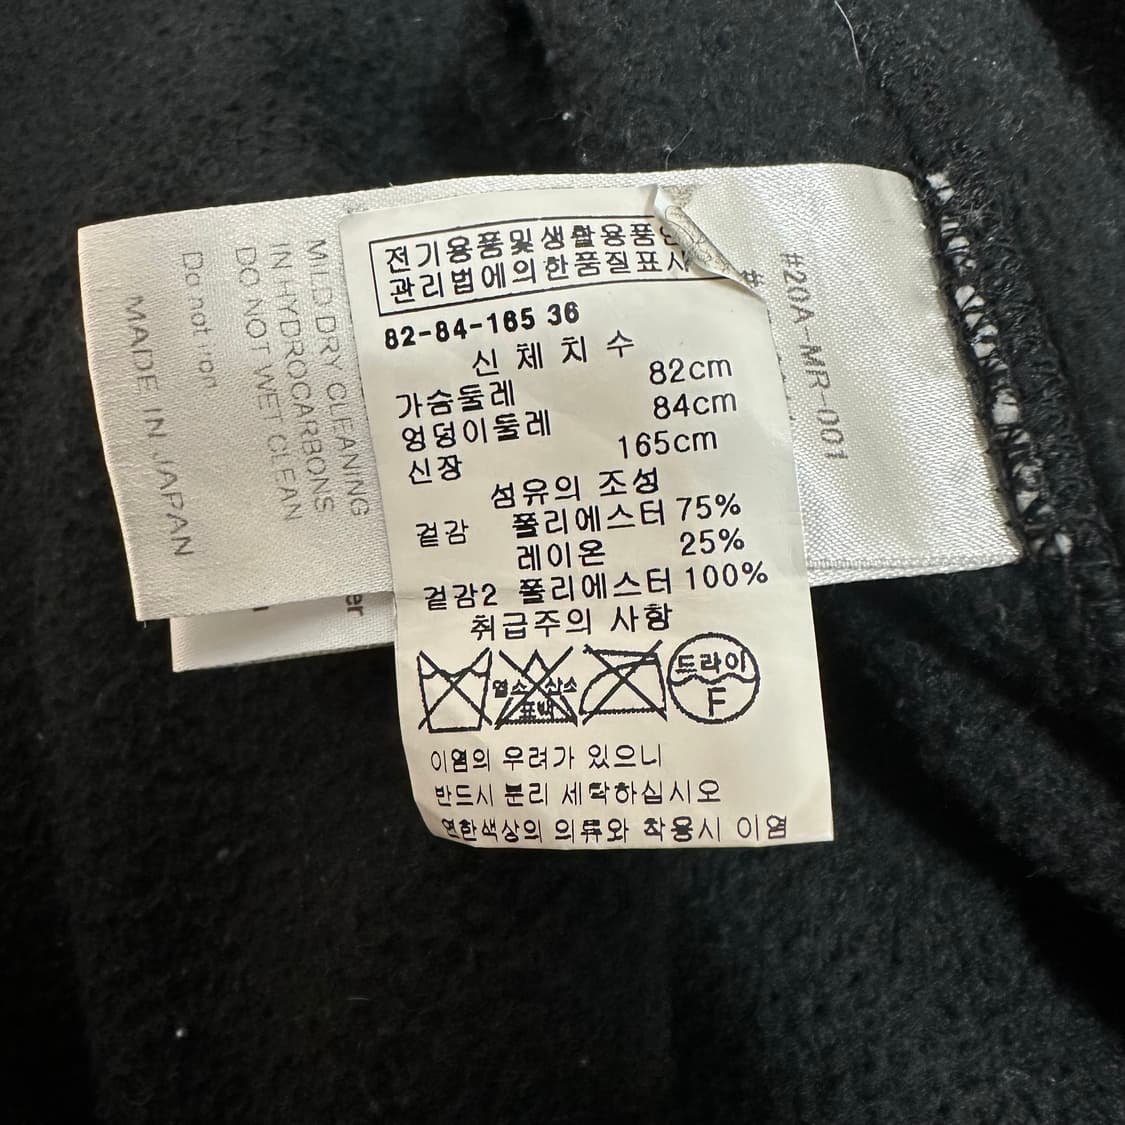 전기용품및생활용품안
관리법에의한품질표시
82-84-165 36
신 체 치 수
가슴둘레 82cm
엉덩이둘레 84cm
신장 165cm
섬유의 조성
겉감 폴리에스터 75%
레이온 25%
겉감2 폴리에스터 100%
취급주의 사항
염소 산소
표백
드라이
F
이염의 우려가 있으니
반드시 분리 세탁하십시오
연한색상의 의류와 착용시 이염
#20A-MR-001
#
MILD DRY CLEANING
IN HYDROCARBONS
DO NOT WET CLEAN
Do not iron
MADE IN JAPAN